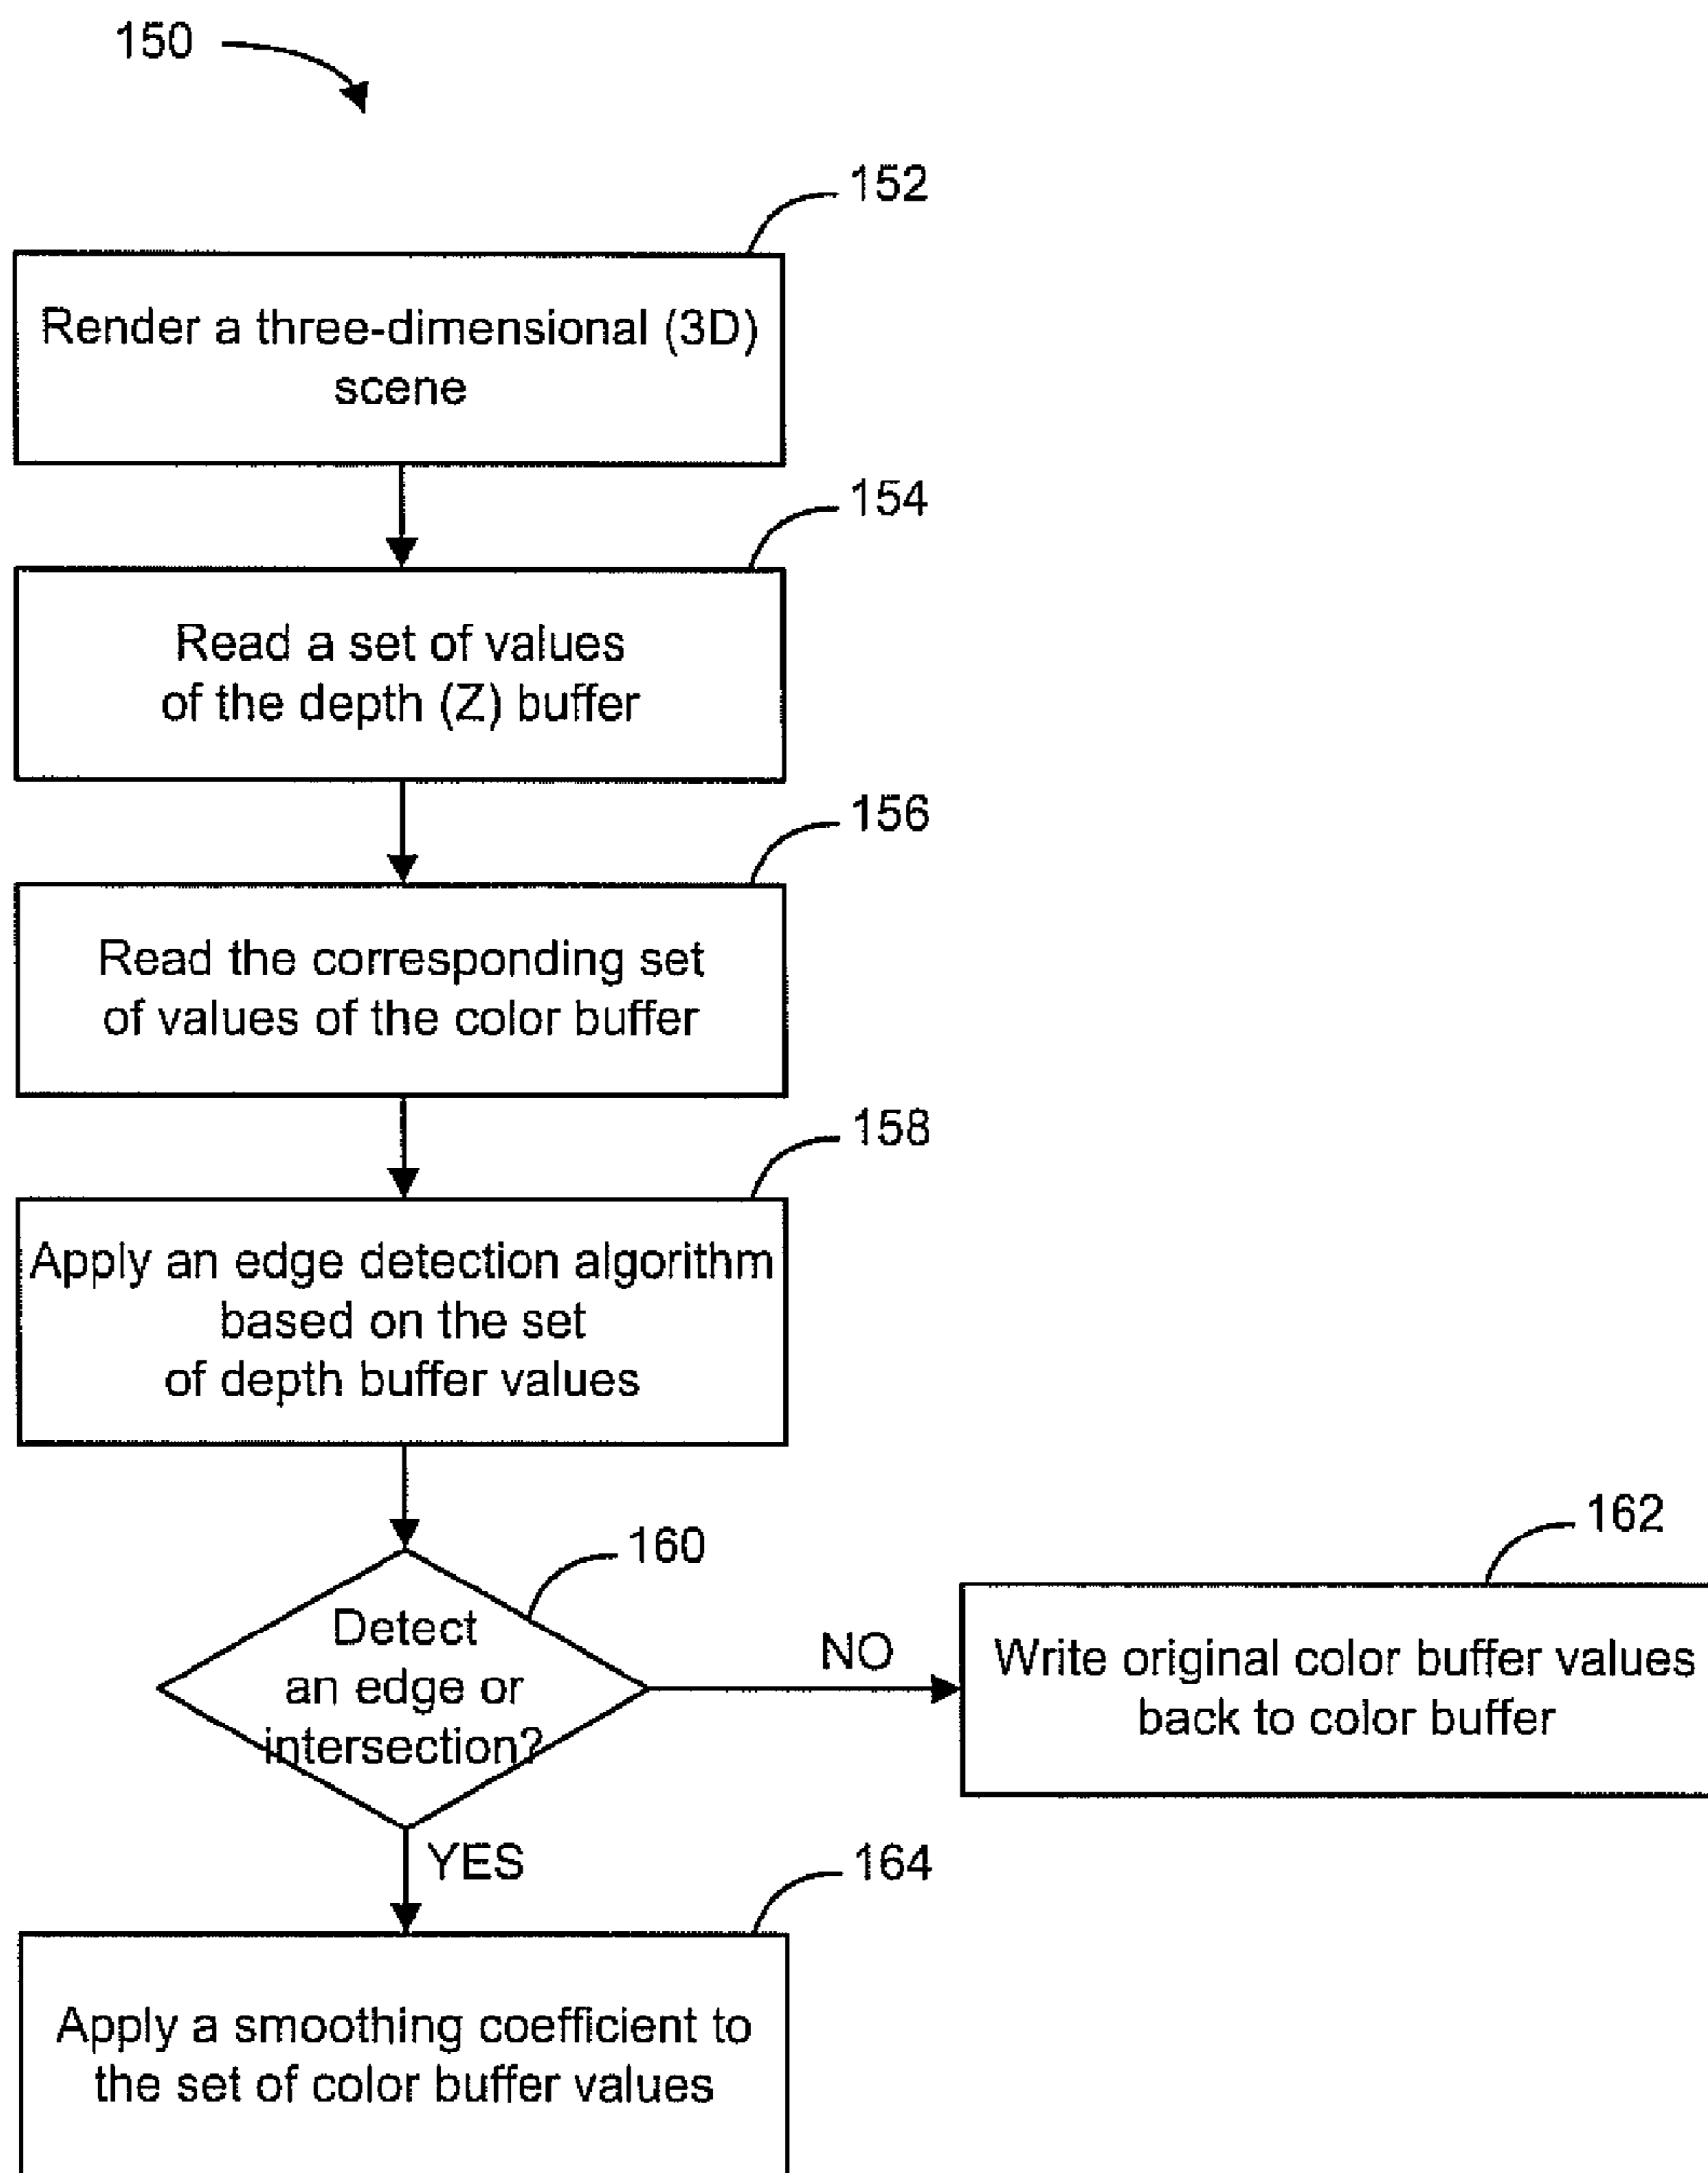 150
152
Render a three-dimensional (3D)
scene
154
Read a set of values
of the depth (Z) buffer
156
Read the corresponding set
of values of the color buffer
158
Apply an edge detection algorithm
based on the set
of depth buffer values
160
Detect
an edge or
intersection?
NO
162
Write original color buffer values
back to color buffer
YES
164
Apply a smoothing coefficient to
the set of color buffer values